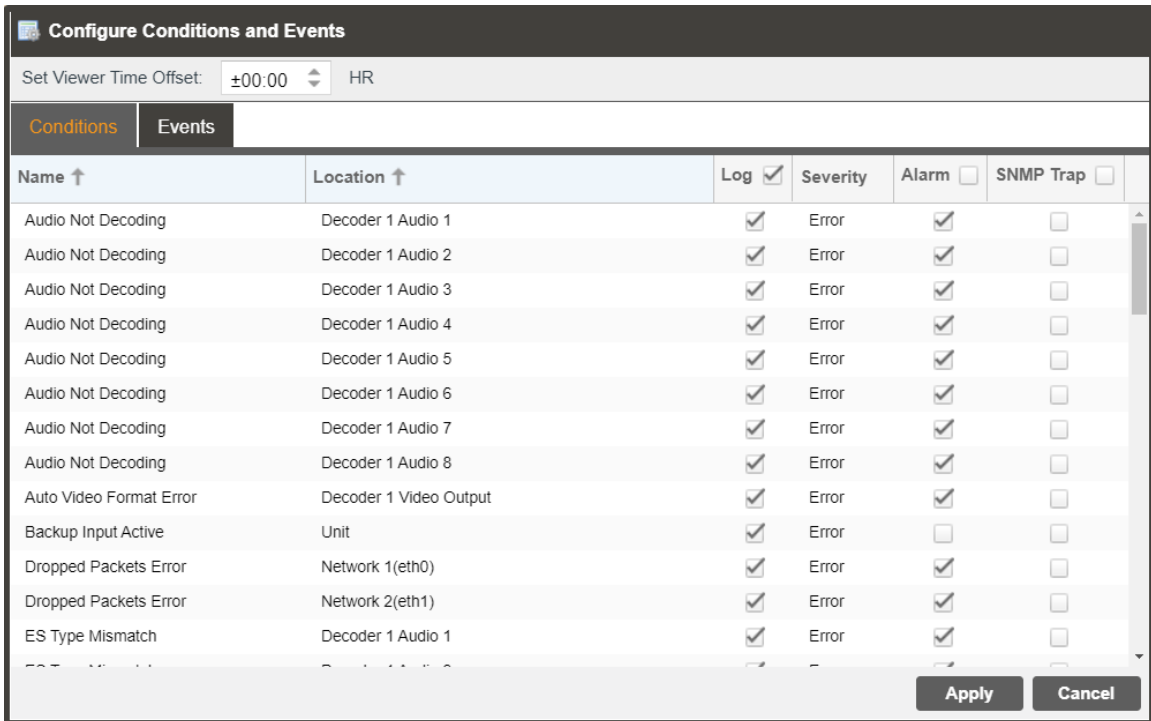 Configure Conditions and Events
Set Viewer Time Offset: ±00:00 HR
Conditions Events
Name Location Log Severity Alarm SNMP Trap
Audio Not Decoding Decoder 1 Audio 1 Error
Audio Not Decoding Decoder 1 Audio 2 Error
Audio Not Decoding Decoder 1 Audio 3 Error
Audio Not Decoding Decoder 1 Audio 4 Error
Audio Not Decoding Decoder 1 Audio 5 Error
Audio Not Decoding Decoder 1 Audio 6 Error
Audio Not Decoding Decoder 1 Audio 7 Error
Audio Not Decoding Decoder 1 Audio 8 Error
Auto Video Format Error Decoder 1 Video Output Error
Backup Input Active Unit Error
Dropped Packets Error Network 1(eth0) Error
Dropped Packets Error Network 2(eth1) Error
ES Type Mismatch Decoder 1 Audio 1 Error
Apply Cancel